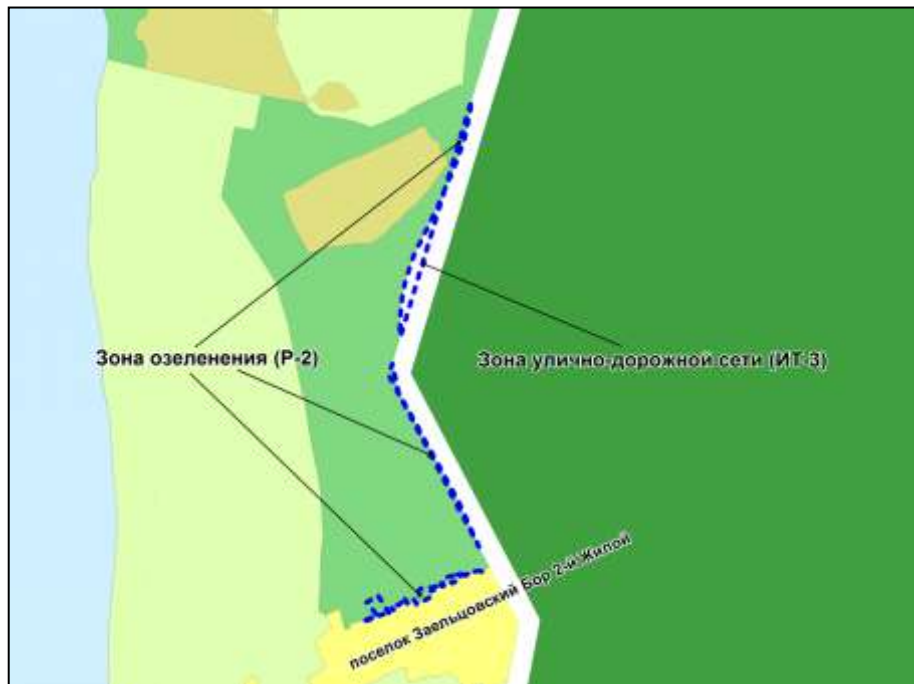 Зона озеленения (Р-2)
Зона улично-дорожной сети (ИТ-3)
поселок Заельцовский Бор 2-й Жилой